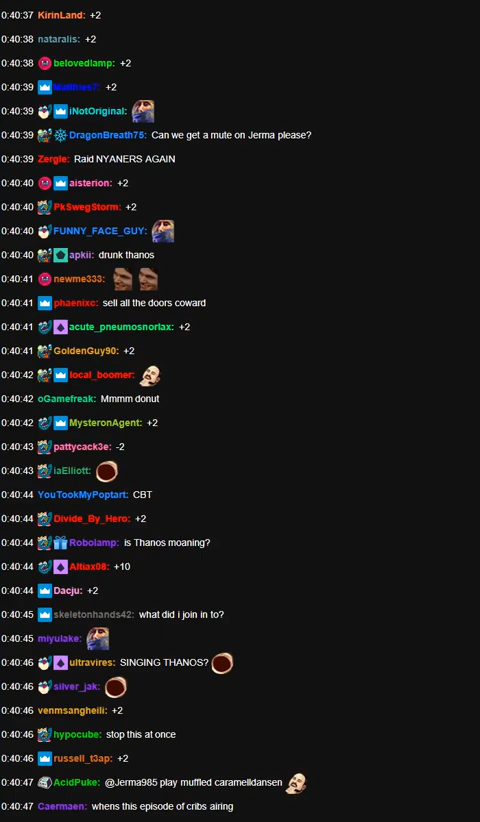 0:40:37 KirinLand: +2
0:40:38 nataralis: +2
0:40:38 belovedlamp: +2
0:40:39 Matthies7: +2
0:40:39 iNotOriginal:
0:40:39 DragonBreath75: Can we get a mute on Jerma please?
0:40:39 Zergle: Raid NYANERS AGAIN
0:40:40 aisterion: +2
0:40:40 PkSwegStorm: +2
0:40:40 FUNNY_FACE_GUY:
0:40:40 apkii: drunk thanos
0:40:41 newme333:
0:40:41 phaenixc: sell all the doors coward
0:40:41 acute_pneumosnorlax: +2
0:40:41 GoldenGuy90: +2
0:40:42 local_boomer:
0:40:42 oGamefreak: Mmmm donut
0:40:42 MysteronAgent: +2
0:40:43 pattycack3e: -2
0:40:43 iaElliott:
0:40:44 YouTookMyPoptart: CBT
0:40:44 Divide_By_Hero: +2
0:40:44 Robolamp: is Thanos moaning?
0:40:44 Altiax08: +10
0:40:44 Dacju: +2
0:40:45 skeletonhands42: what did i join in to?
0:40:45 miyulake:
0:40:46 ultravires: SINGING THANOS?
0:40:46 silver_jak:
0:40:46 venmsangheili: +2
0:40:46 hypocube: stop this at once
0:40:46 russell_t3ap: +2
0:40:47 AcidPuke: @Jerma985 play muffled caramelldansen
0:40:47 Caermaen: whens this episode of cribs airing